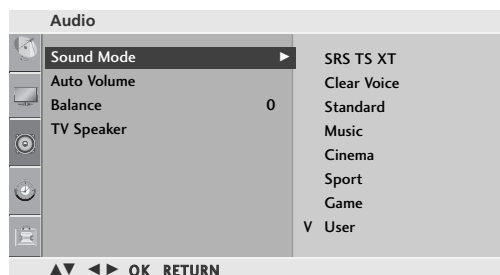 Audio
Sound Mode ►
Auto Volume
Balance 0
TV Speaker
SRS TS XT
Clear Voice
Standard
Music
Cinema
Sport
Game
V User
▲▼ ◄► OK RETURN